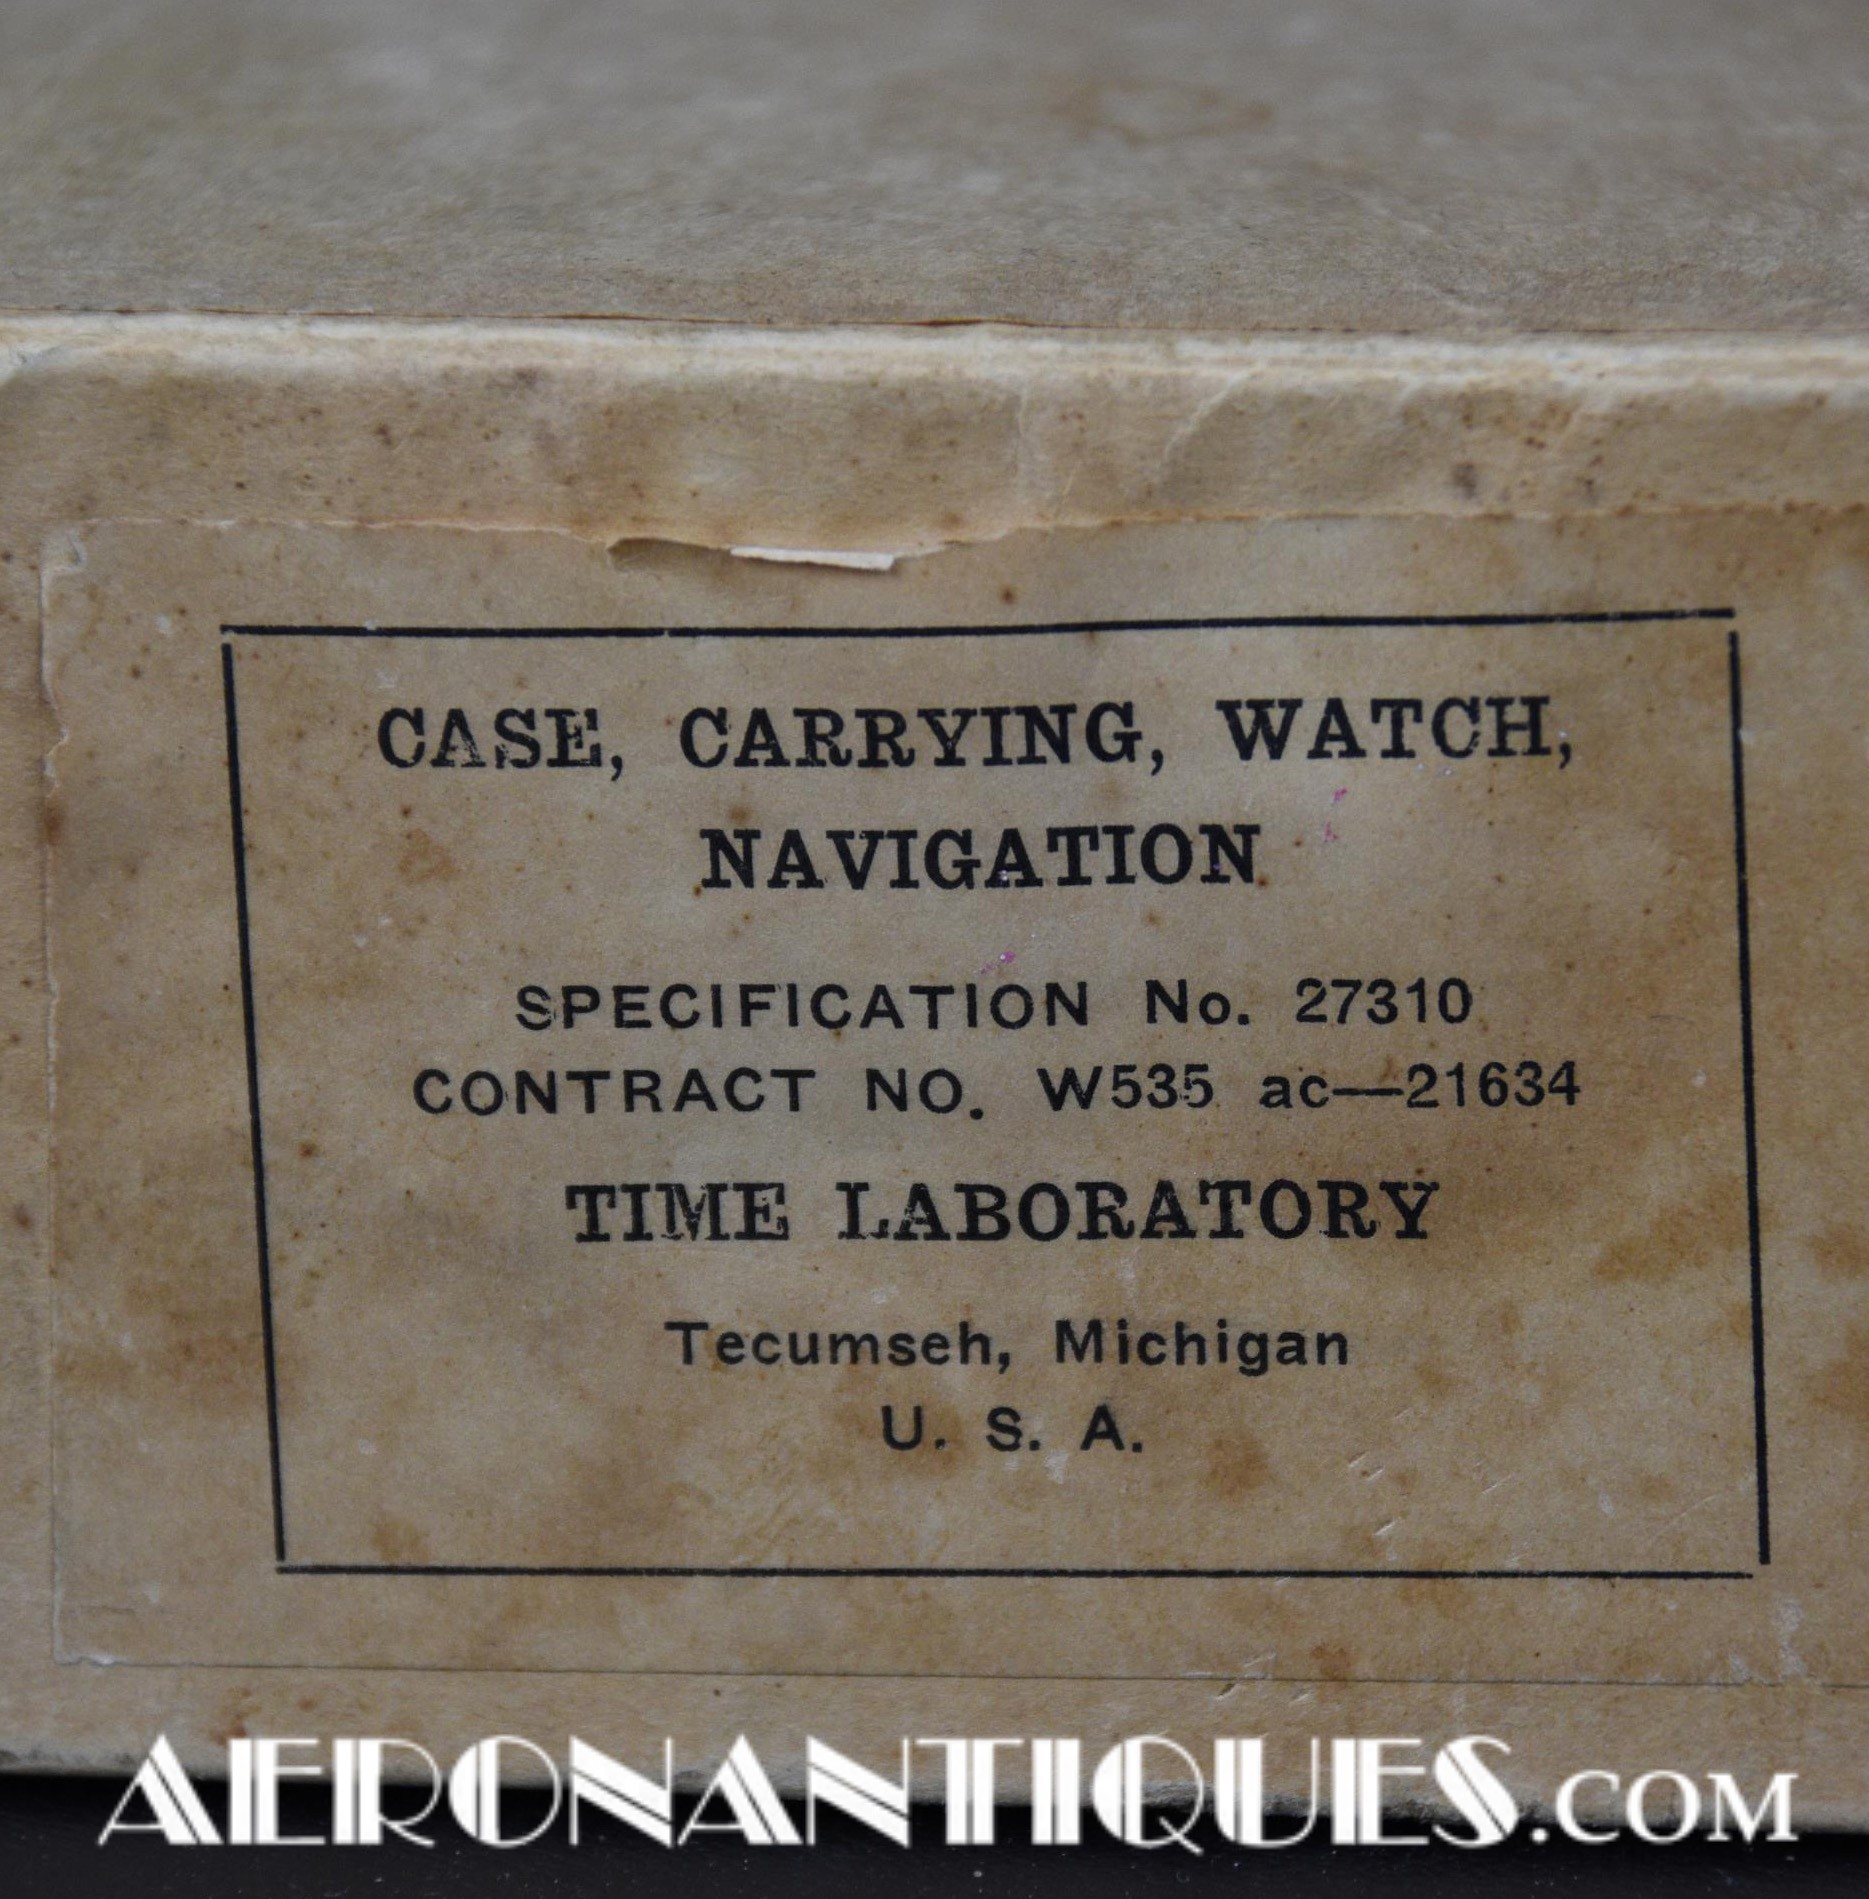 CASE, CARRYING, WATCH,
NAVIGATION
SPECIFICATION No. 27310
CONTRACT NO. W535 ac—21634
TIME LABORATORY
Tecumseh, Michigan
U. S. A.
AERONANTIQUES.COM